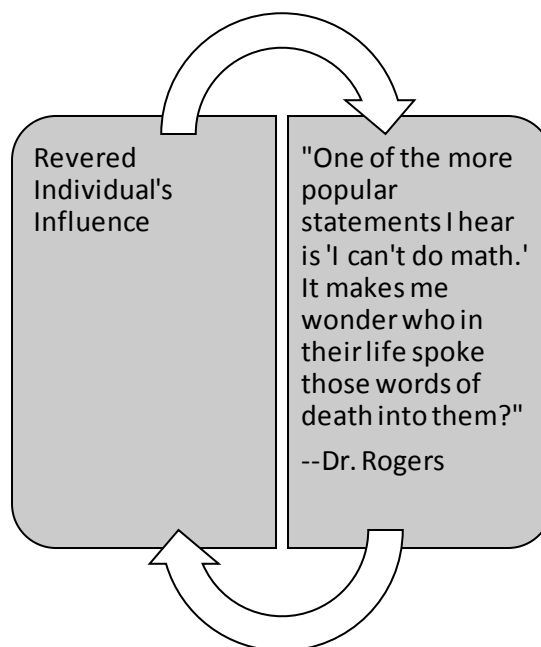 Revered
Individual's
Influence
"One of the more
popular
statements I hear
is 'I can't do math.'
It makes me
wonder who in
their life spoke
those words of
death into them?"
--Dr. Rogers